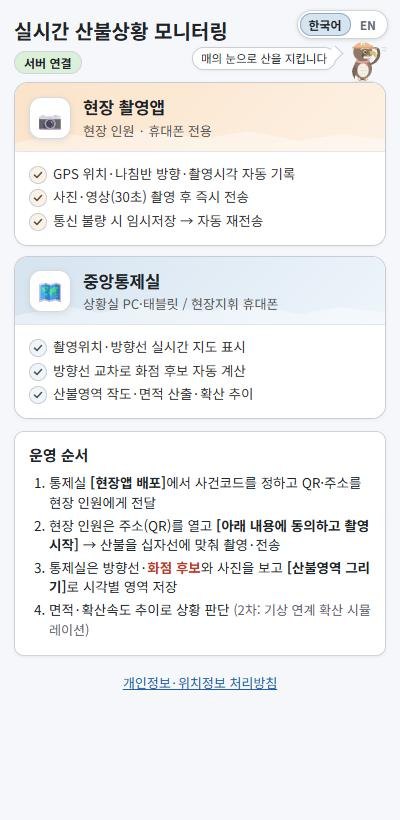 실시간 산불상황 모니터링
한국어 EN
서버 연결
매의 눈으로 산을 지킵니다
현장 촬영앱
현장 인원 · 휴대폰 전용
GPS 위치·나침반 방향·촬영시각 자동 기록
사진·영상(30초) 촬영 후 즉시 전송
통신 불량 시 임시저장 → 자동 재전송
중앙통제실
상황실 PC·태블릿 / 현장지휘 휴대폰
촬영위치·방향선 실시간 지도 표시
방향선 교차로 화점 후보 자동 계산
산불영역 작도·면적 산출·확산 추이
운영 순서
1. 통제실 [현장앱 배포]에서 사건코드를 정하고 QR·주소를
현장 인원에게 전달
2. 현장 인원은 주소(QR)를 열고 [아래 내용에 동의하고 촬영
시작] → 산불을 십자선에 맞춰 촬영·전송
3. 통제실은 방향선·화점 후보와 사진을 보고 [산불영역 그리
기]로 시각별 영역 저장
4. 면적·확산속도 추이로 상황 판단 (2차: 기상 연계 확산 시뮬
레이션)
개인정보·위치정보 처리방침